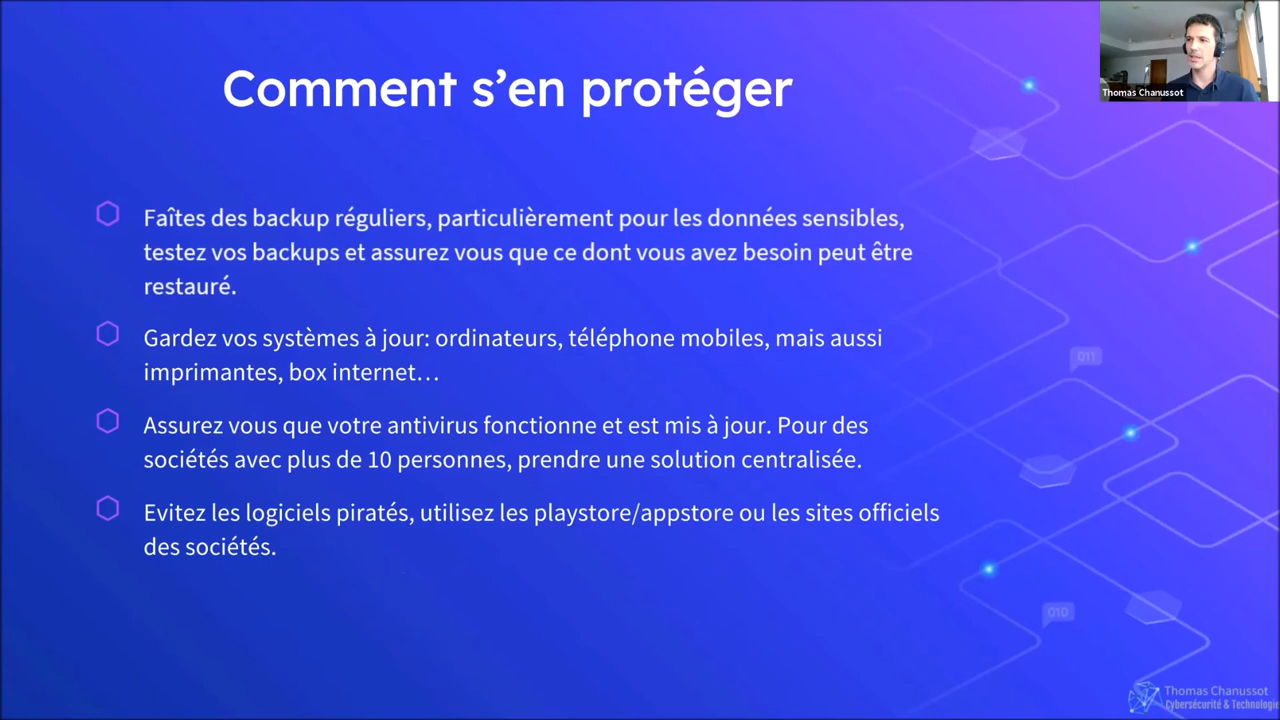 Comment s’en protéger
Thomas Chanussot
Faîtes des backup réguliers, particulièrement pour les données sensibles,
testez vos backups et assurez vous que ce dont vous avez besoin peut être
restauré.
Gardez vos systèmes à jour: ordinateurs, téléphone mobiles, mais aussi
imprimantes, box internet…
011
Assurez vous que votre antivirus fonctionne et est mis à jour. Pour des
sociétés avec plus de 10 personnes, prendre une solution centralisée.
Evitez les logiciels piratés, utilisez les playstore/appstore ou les sites officiels
des sociétés.
010
Thomas Chanussot
Cybersécurité & Technologie